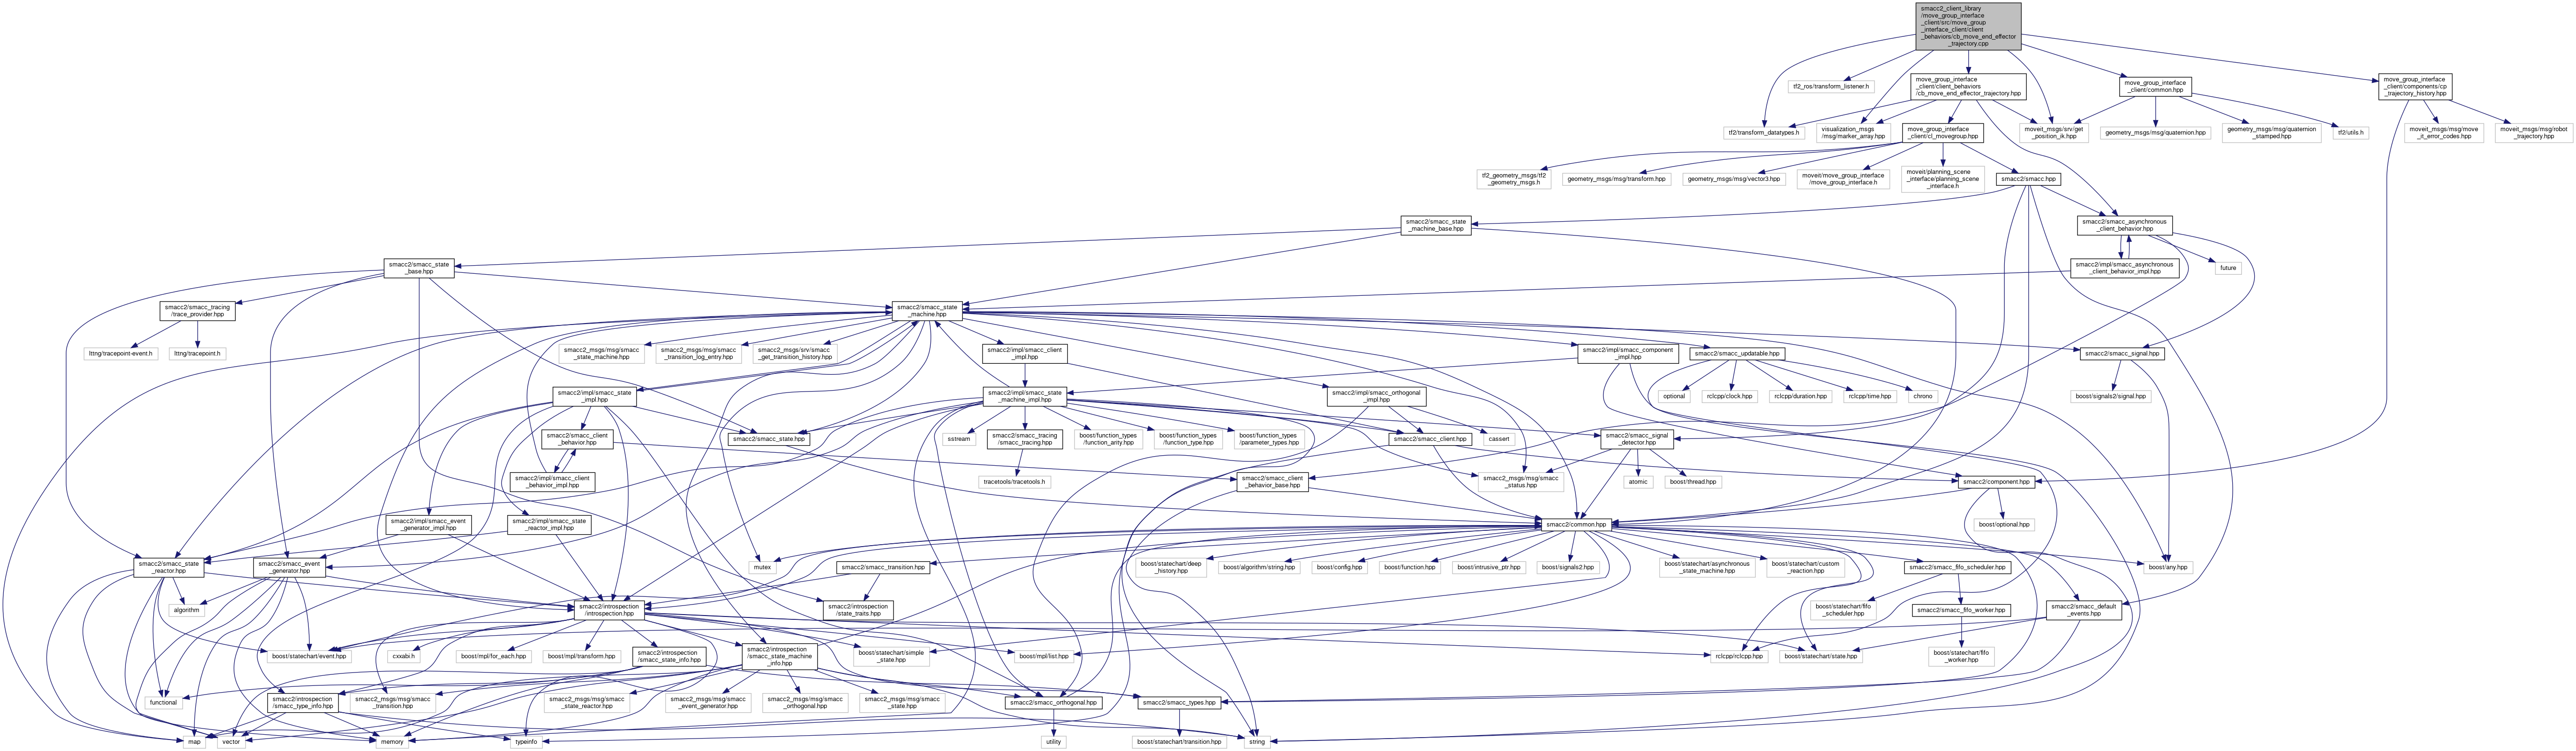 smacc2_client_library
/move_group_interface
_client/src/move_group
_interface_client/client
_behaviors/cb_move_end_effector
_trajectory.cpp
tf2_ros/transform_listener.h
move_group_interface
_client/client_behaviors
/cb_move_end_effector_trajectory.hpp
move_group_interface
_client/common.hpp
move_group_interface
_client/components/cp
_trajectory_history.hpp
tf2/transform_datatypes.h
visualization_msgs
/msg/marker_array.hpp
move_group_interface
_client/cl_movegroup.hpp
moveit_msgs/srv/get
_position_ik.hpp
geometry_msgs/msg/quaternion.hpp
geometry_msgs/msg/quaternion
_stamped.hpp
tf2/utils.h
moveit_msgs/msg/move
_it_error_codes.hpp
moveit_msgs/msg/robot
_trajectory.hpp
tf2_geometry_msgs/tf2
_geometry_msgs.h
geometry_msgs/msg/transform.hpp
geometry_msgs/msg/vector3.hpp
moveit/move_group_interface
/move_group_interface.h
moveit/planning_scene
_interface/planning_scene
_interface.h
smacc2/smacc.hpp
smacc2/smacc_state
_machine_base.hpp
smacc2/smacc_asynchronous
_client_behavior.hpp
smacc2/smacc_state
_base.hpp
smacc2/impl/smacc_asynchronous
_client_behavior_impl.hpp
future
smacc2/smacc_tracing
/trace_provider.hpp
smacc2/smacc_state
_machine.hpp
lttng/tracepoint-event.h
lttng/tracepoint.h
smacc2_msgs/msg/smacc
_state_machine.hpp
smacc2_msgs/msg/smacc
_transition_log_entry.hpp
smacc2_msgs/srv/smacc
_get_transition_history.hpp
smacc2/impl/smacc_client
_impl.hpp
smacc2/impl/smacc_component
_impl.hpp
smacc2/smacc_updatable.hpp
smacc2/smacc_signal.hpp
smacc2/impl/smacc_state
_impl.hpp
smacc2/impl/smacc_state
_machine_impl.hpp
smacc2/impl/smacc_orthogonal
_impl.hpp
optional
rclcpp/clock.hpp
rclcpp/duration.hpp
rclcpp/time.hpp
chrono
boost/signals2/signal.hpp
smacc2/smacc_client
_behavior.hpp
smacc2/smacc_state.hpp
sstream
smacc2/smacc_tracing
/smacc_tracing.hpp
boost/function_types
/function_arity.hpp
boost/function_types
/function_type.hpp
boost/function_types
/parameter_types.hpp
smacc2/smacc_client.hpp
cassert
smacc2/smacc_signal
_detector.hpp
smacc2/impl/smacc_client
_behavior_impl.hpp
tracetools/tracetools.h
smacc2/smacc_client
_behavior_base.hpp
smacc2_msgs/msg/smacc
_status.hpp
atomic
boost/thread.hpp
smacc2/component.hpp
smacc2/impl/smacc_event
_generator_impl.hpp
smacc2/impl/smacc_state
_reactor_impl.hpp
smacc2/common.hpp
boost/optional.hpp
smacc2/smacc_state
_reactor.hpp
smacc2/smacc_event
_generator.hpp
mutex
smacc2/smacc_transition.hpp
boost/statechart/deep
_history.hpp
boost/algorithm/string.hpp
boost/config.hpp
boost/function.hpp
boost/intrusive_ptr.hpp
boost/signals2.hpp
boost/statechart/asynchronous
_state_machine.hpp
boost/statechart/custom
_reaction.hpp
smacc2/smacc_fifo_scheduler.hpp
boost/any.hpp
algorithm
smacc2/introspection
/introspection.hpp
smacc2/introspection
/state_traits.hpp
boost/statechart/fifo
_scheduler.hpp
smacc2/smacc_fifo_worker.hpp
smacc2/smacc_default
_events.hpp
boost/statechart/event.hpp
cxxabi.h
boost/mpl/for_each.hpp
boost/mpl/transform.hpp
smacc2/introspection
/smacc_state_info.hpp
smacc2/introspection
/smacc_state_machine
_info.hpp
boost/statechart/simple
_state.hpp
boost/mpl/list.hpp
rclcpp/rclcpp.hpp
boost/statechart/state.hpp
boost/statechart/fifo
_worker.hpp
functional
smacc2/introspection
/smacc_type_info.hpp
smacc2_msgs/msg/smacc
_transition.hpp
smacc2_msgs/msg/smacc
_state_reactor.hpp
smacc2_msgs/msg/smacc
_event_generator.hpp
smacc2_msgs/msg/smacc
_orthogonal.hpp
smacc2_msgs/msg/smacc
_state.hpp
smacc2/smacc_orthogonal.hpp
smacc2/smacc_types.hpp
map
vector
memory
typeinfo
utility
boost/statechart/transition.hpp
string